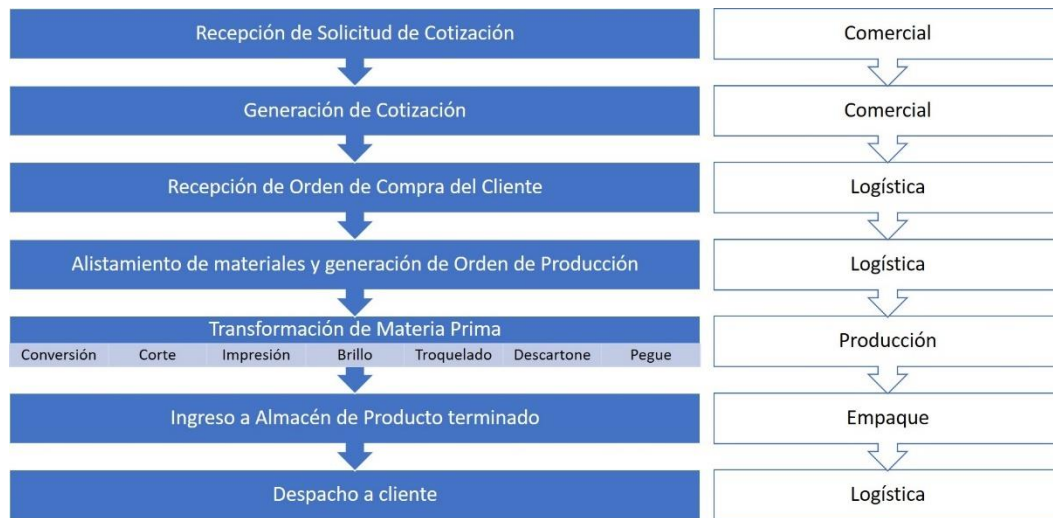 Recepción de Solicitud de Cotización
Comercial
Generación de Cotización
Comercial
Recepción de Orden de Compra del Cliente
Logística
Alistamiento de materiales y generación de Orden de Producción
Logística
Transformación de Materia Prima
Producción
Conversión Corte Impresión Brillo Troquelado Descartone Pegue
Ingreso a Almacén de Producto terminado
Empaque
Despacho a cliente
Logística